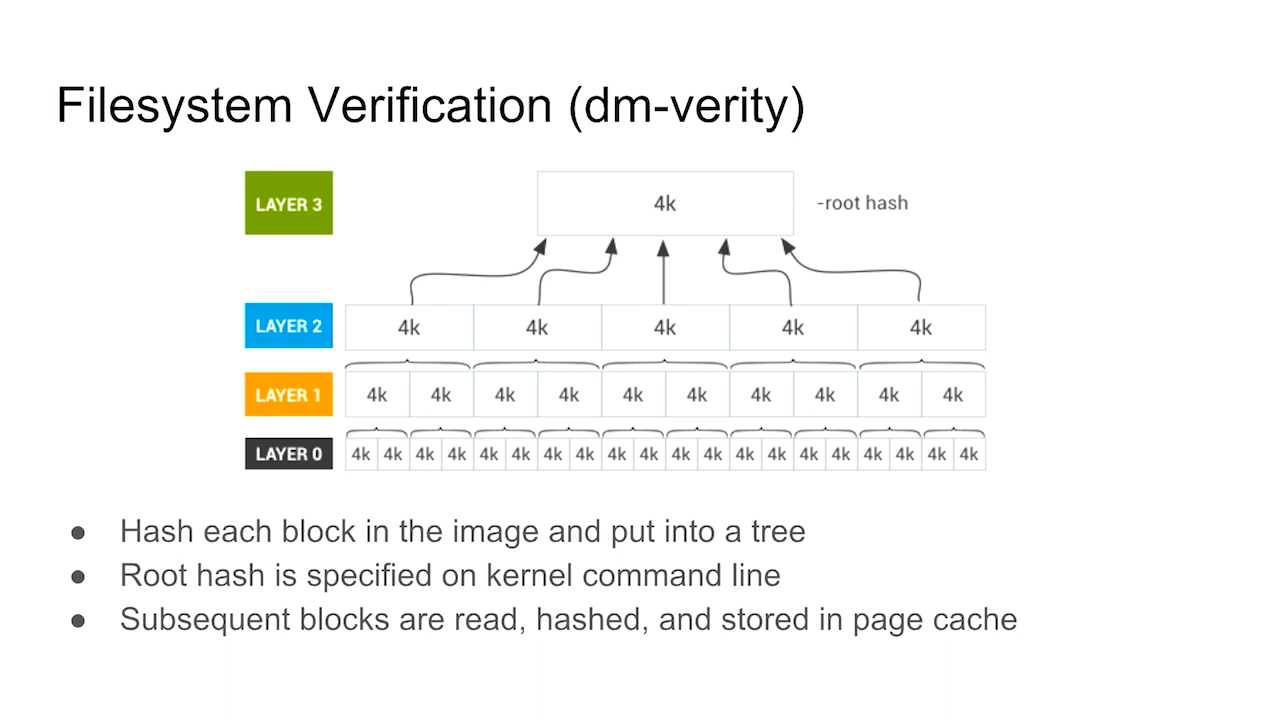 Filesystem Verification (dm-verity)
LAYER 3 4k -root hash
LAYER 2 4k 4k 4k 4k 4k
LAYER 1 4k 4k 4k 4k 4k 4k 4k 4k 4k 4k
LAYER 0 4k 4k 4k 4k 4k 4k 4k 4k 4k 4k 4k 4k 4k 4k 4k 4k 4k 4k 4k 4k
● Hash each block in the image and put into a tree
● Root hash is specified on kernel command line
● Subsequent blocks are read, hashed, and stored in page cache